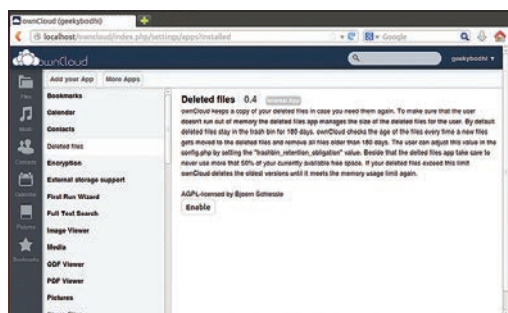 ownCloud (geekybodhi)
localhost/owncloud/index.php/settings/apps?installed
Google
ownCloud
geekybodhi
Files
Music
Contacts
Calendar
Pictures
Bookmarks
Add your App
More Apps
Bookmarks
Calendar
Contacts
Deleted files
Encryption
External storage support
First Run Wizard
Full Text Search
Image Viewer
Media
ODF Viewer
PDF Viewer
Pictures
Deleted files 0.4 Internal App
ownCloud keeps a copy of your deleted files in case you need them again. To make sure that the user
doesn't run out of memory the deleted files app manages the size of the deleted files for the user. By default
deleted files stay in the trash bin for 180 days. ownCloud checks the age of the files every time a new files
gets moved to the deleted files and remove all files older than 180 days. The user can adjust this value in the
config.php by setting the "trashbin_retention_obligation" value. Beside that the delted files app take care to
never use more that 50% of your currently available free space. If your deleted files exceed this limit
ownCloud deletes the oldest versions until it meets the memory usage limit again.
AGPL-licensed by Bjoern Schiessle
Enable